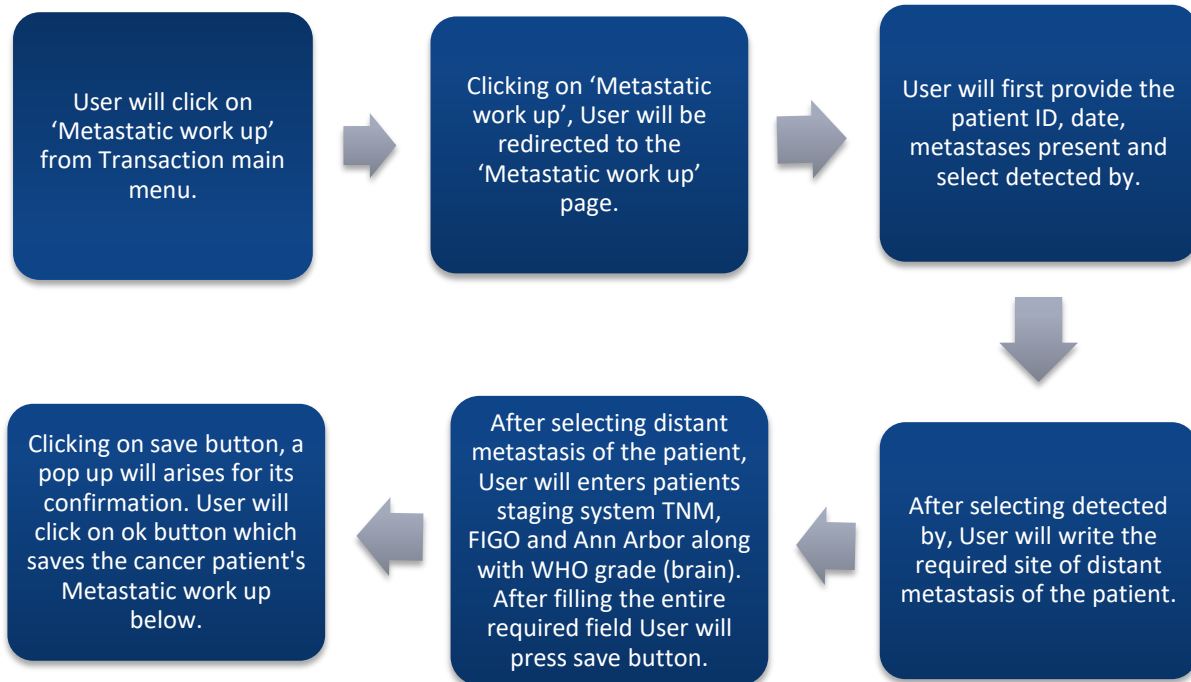 User will click on
‘Metastatic work up’
from Transaction main
menu.
Clicking on ‘Metastatic
work up’, User will be
redirected to the
‘Metastatic work up’
page.
User will first provide the
patient ID, date,
metastases present and
select detected by.
After selecting detected
by, User will write the
required site of distant
metastasis of the patient.
After selecting distant
metastasis of the patient,
User will enters patients
staging system TNM,
FIGO and Ann Arbor along
with WHO grade (brain).
After filling the entire
required field User will
press save button.
Clicking on save button, a
pop up will arises for its
confirmation. User will
click on ok button which
saves the cancer patient's
Metastatic work up
below.